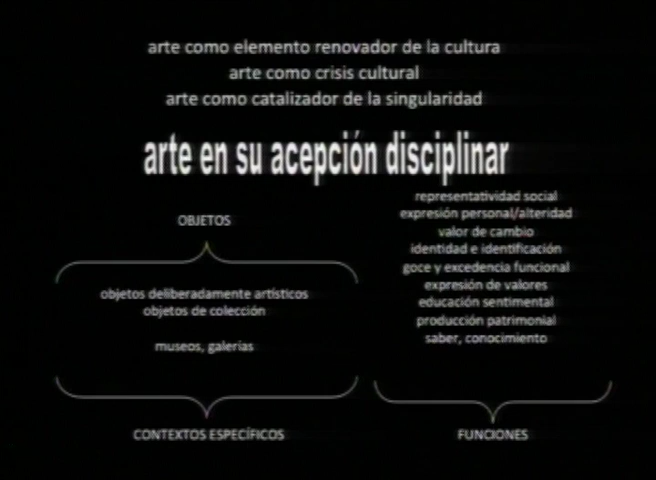 arte como elemento renovador de la cultura
arte como crisis cultural
arte como catalizador de la singularidad
arte en su acepción disciplinar
OBJETOS
objetos deliberadamente artísticos
objetos de colección
museos, galerías
CONTEXTOS ESPECÍFICOS
representatividad social
expresión personal/alteridad
valor de cambio
identidad e identificación
goce y excedencia funcional
expresión de valores
educación sentimental
producción patrimonial
saber, conocimiento
FUNCIONES